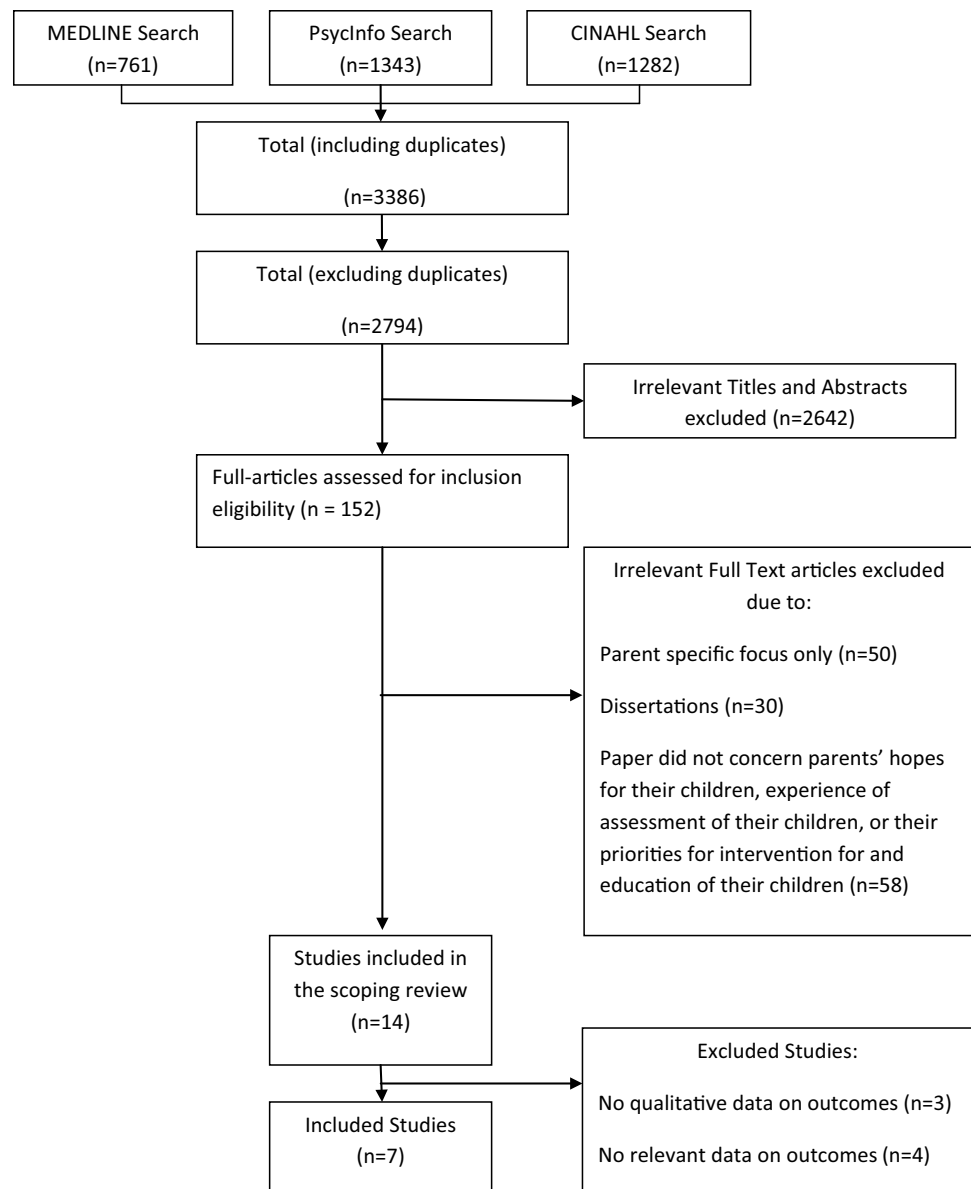 MEDLINE Search
(n=761)
PsycInfo Search
(n=1343)
CINAHL Search
(n=1282)
Total (including duplicates)
(n=3386)
Total (excluding duplicates)
(n=2794)
Irrelevant Titles and Abstracts
excluded (n=2642)
Full-articles assessed for inclusion
eligibility (n = 152)
Irrelevant Full Text articles excluded
due to:
Parent specific focus only (n=50)
Dissertations (n=30)
Paper did not concern parents’ hopes
for their children, experience of
assessment of their children, or their
priorities for intervention for and
education of their children (n=58)
Studies included in
the scoping review
(n=14)
Excluded Studies:
No qualitative data on outcomes (n=3)
No relevant data on outcomes (n=4)
Included Studies
(n=7)